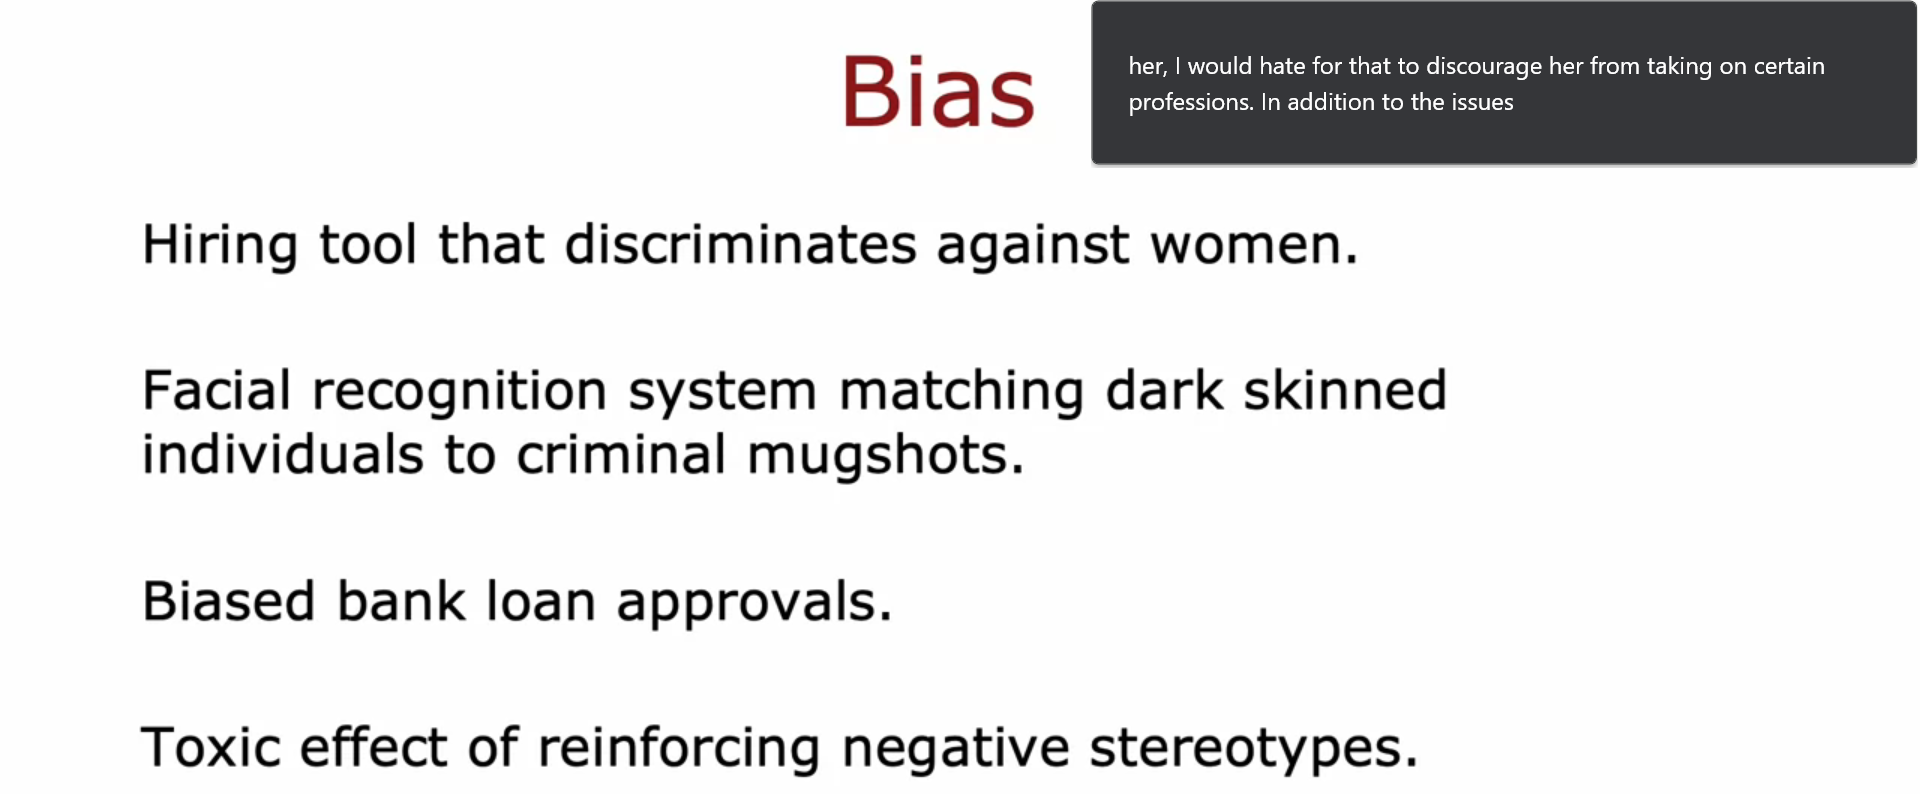 Bias
her, I would hate for that to discourage her from taking on certain
professions. In addition to the issues
Hiring tool that discriminates against women.
Facial recognition system matching dark skinned
individuals to criminal mugshots.
Biased bank loan approvals.
Toxic effect of reinforcing negative stereotypes.